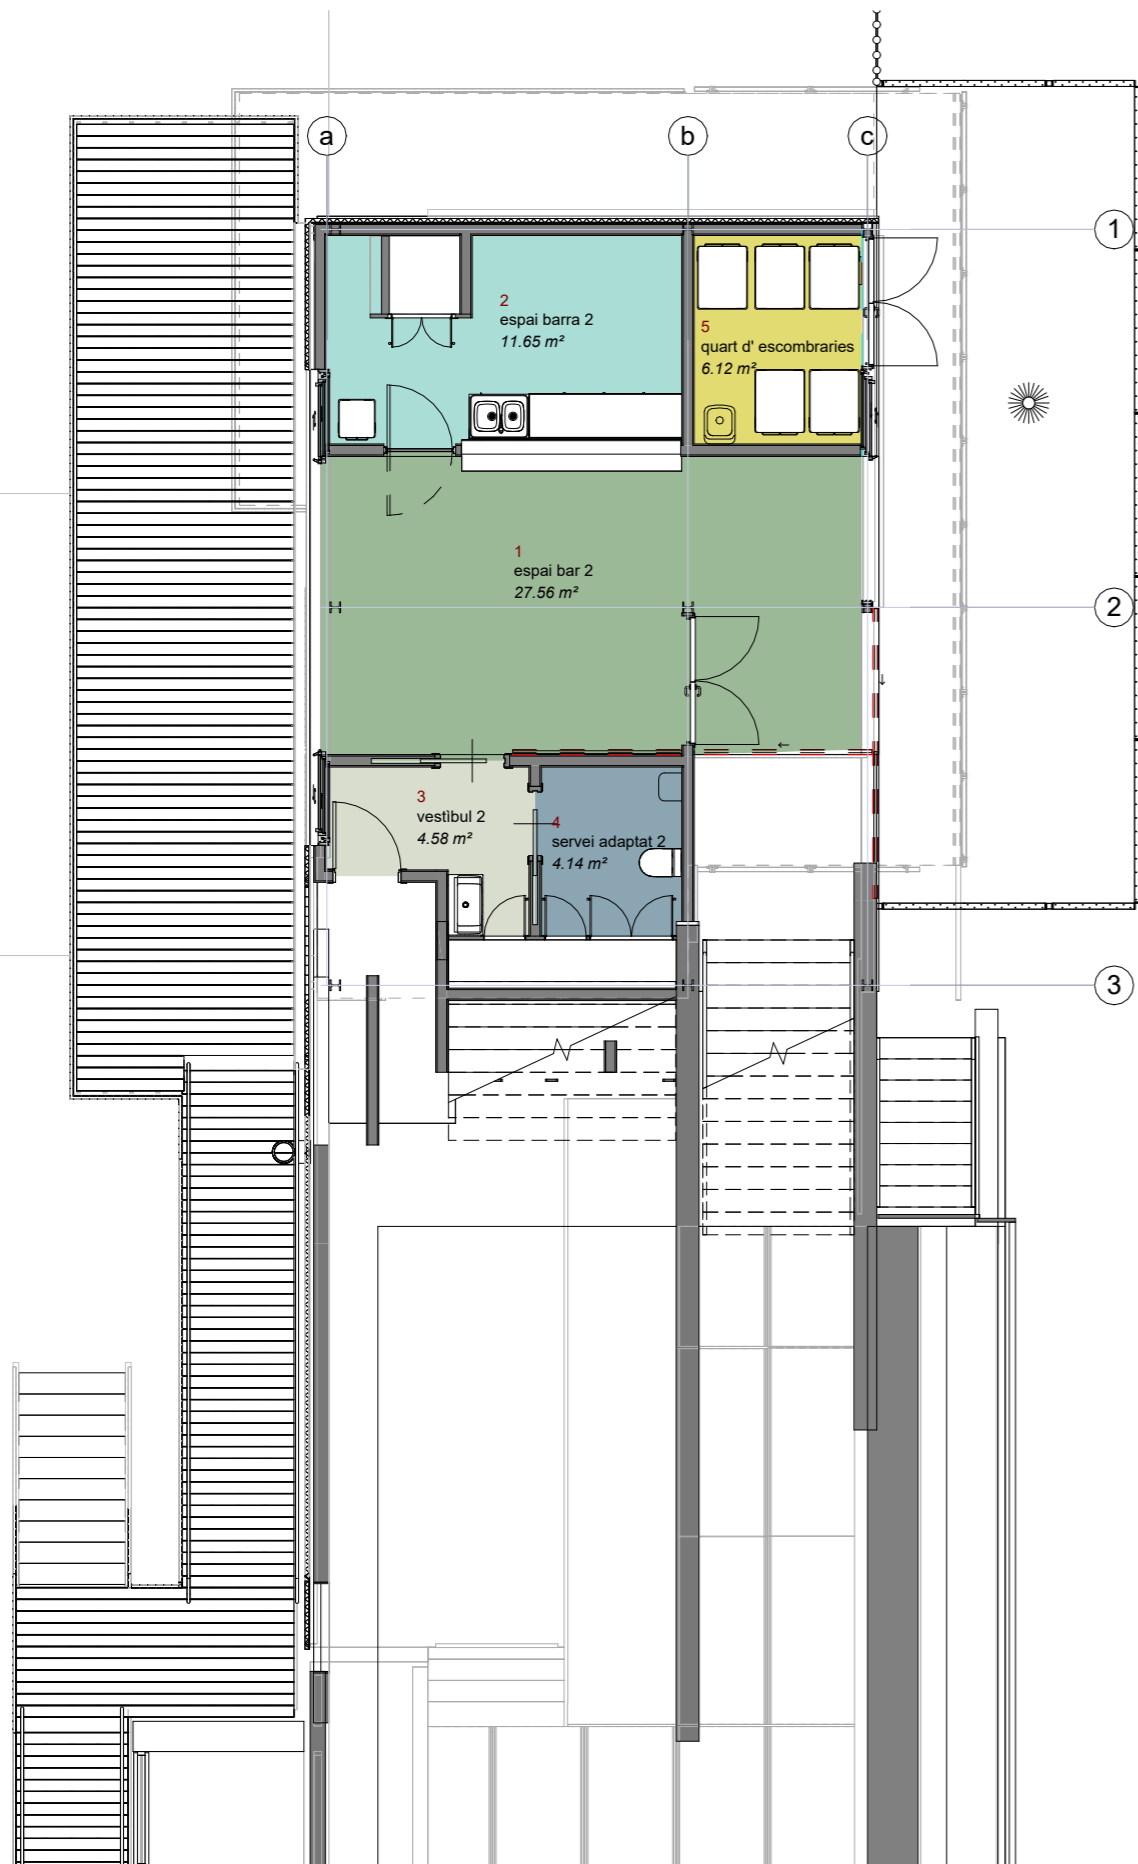 a
b
c
1
2
espai barra 2
11.65 m²
5
quart d' escombraries
6.12 m²
1
espai bar 2
27.56 m²
2
3
vestíbul 2
4.58 m²
4
servei adaptat 2
4.14 m²
3